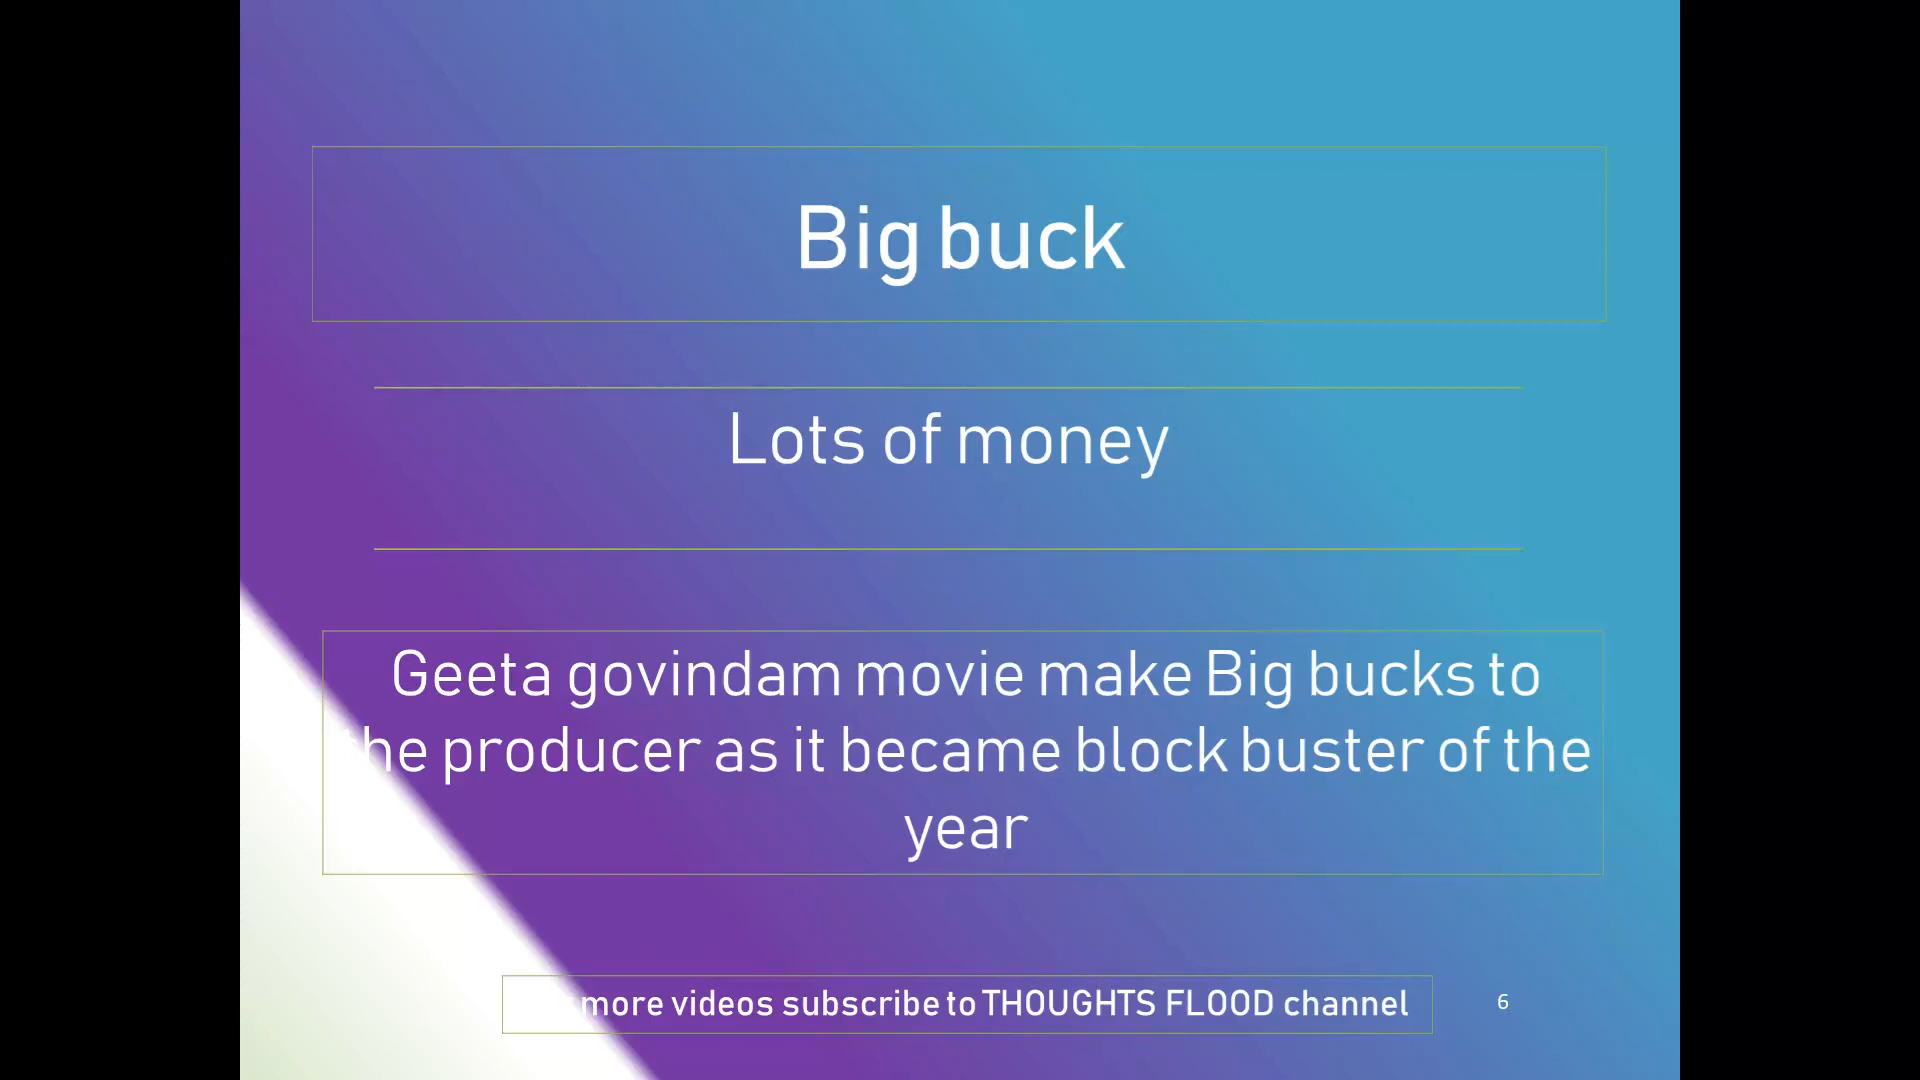 Big buck
Lots of money
Geeta govindam movie make Big bucks to
the producer as it became block buster of the
year
more videos subscribe to THOUGHTS FLOOD channel
6